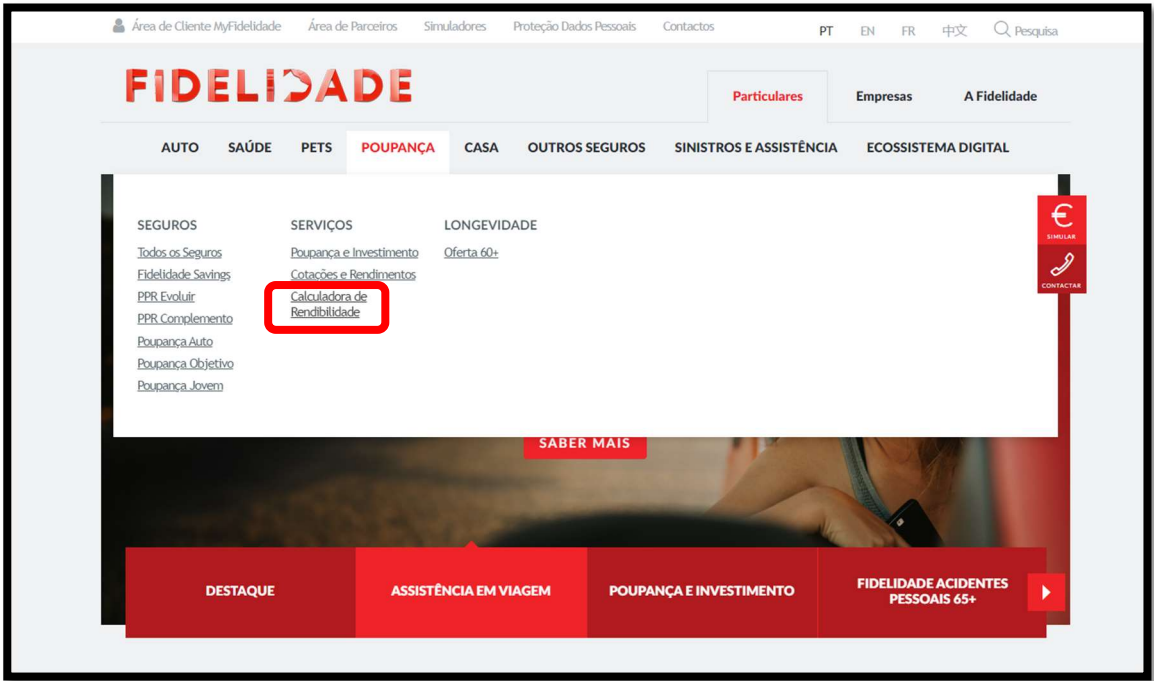 Área de Cliente MyFidelidade Área de Parceiros Simuladores Proteção Dados Pessoais Contactos PT EN FR 中文 Pesquisa
FIDELIDADE
Particulares Empresas A Fidelidade
AUTO SAÚDE PETS POUPANÇA CASA OUTROS SEGUROS SINISTROS E ASSISTÊNCIA ECOSSISTEMA DIGITAL
SEGUROS
Todos os Seguros
Fidelidade Savings
PPR Evoluir
PPR Complemento
Poupança Auto
Poupança Objetivo
Poupança Jovem
SERVIÇOS
Poupança e Investimento
Cotações e Rendimentos
Calculadora de
Rendibilidade
LONGEVIDADE
Oferta 60+
€
SIMULAR
CONTACTAR
SABER MAIS
DESTAQUE
ASSISTÊNCIA EM VIAGEM
POUPANÇA E INVESTIMENTO
FIDELIDADE ACIDENTES
PESSOAIS 65+